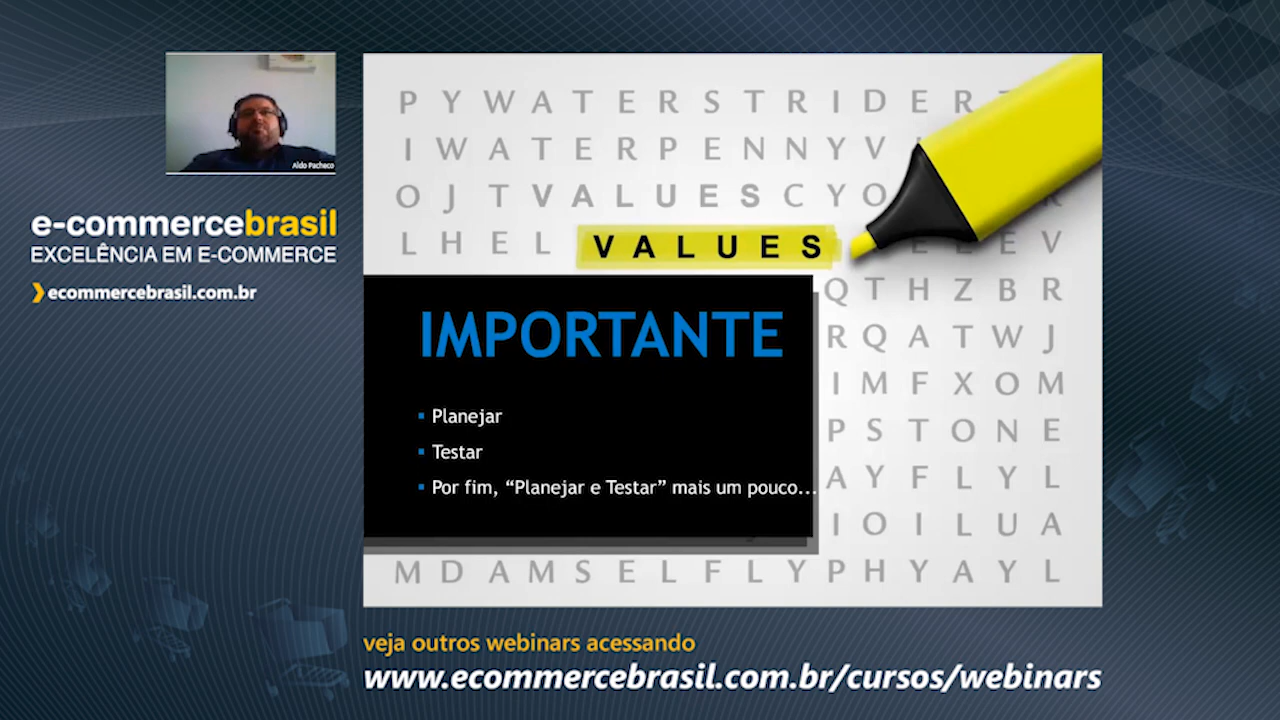 Aldo Pacheco
e-commercebrasil
EXCELÊNCIA EM E-COMMERCE
ecommercebrasil.com.br
P Y W A T E R S T R I D E R
I W A T E R P E N N Y V
O J T V A L U E S C Y O
L H E L VALUES E L E E V
Q T H Z B R
R Q A T W J
I M F X O M
P S T O N E
A Y F L Y L
I O I L U A
M D A M S E L F L Y P H Y A Y L
IMPORTANTE
Planejar
Testar
Por fim, “Planejar e Testar” mais um pouco...
veja outros webinars acessando
www.ecommercebrasil.com.br/cursos/webinars